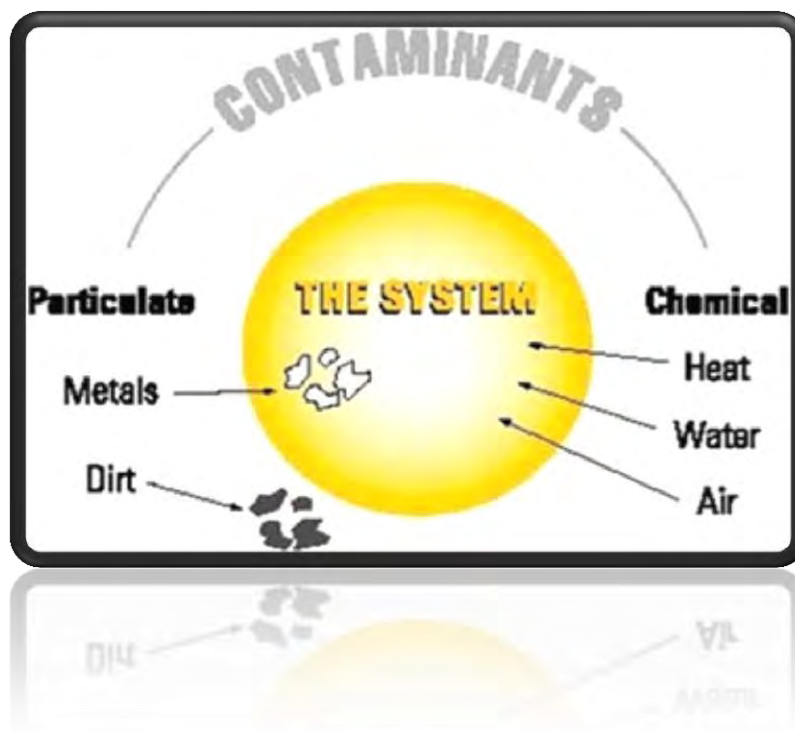 CONTAMINANTS
Particulate
THE SYSTEM
Chemical
Metals
Heat
Water
Dirt
Air